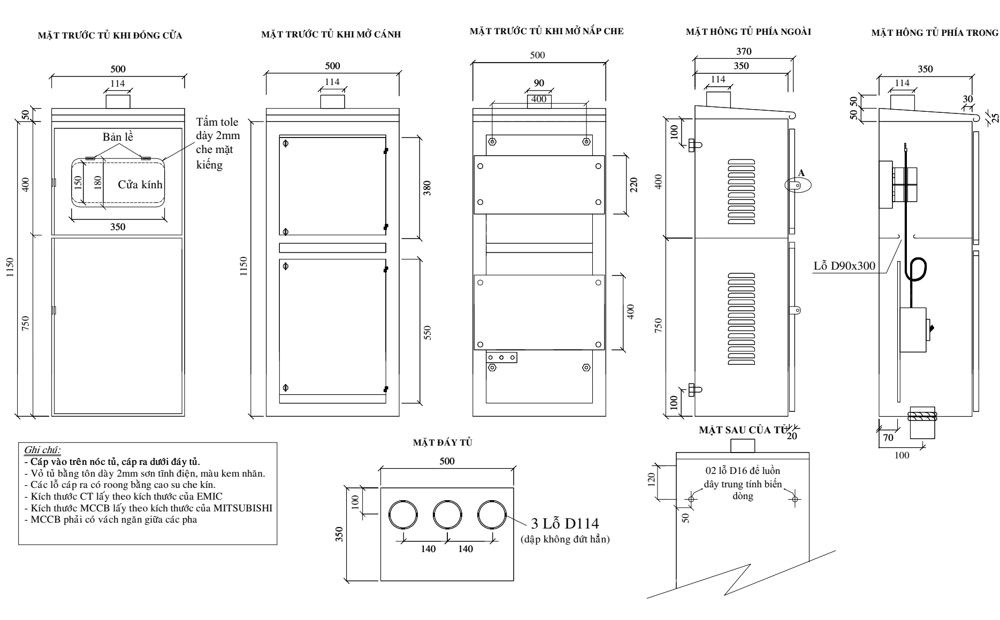 MẶT TRƯỚC TỦ KHI ĐÓNG CỬA
500
114
50
1150
400
750
Bản lề
Tấm tole
dày 2mm
che mặt
kiếng
150
180
Cửa kính
350
MẶT TRƯỚC TỦ KHI MỞ CÁNH
500
114
1150
380
550
MẶT TRƯỚC TỦ KHI MỞ NẮP CHE
500
90
400
220
400
MẶT HÔNG TỦ PHÍA NGOÀI
370
350
114
100
400
A
750
100
20
MẶT HÔNG TỦ PHÍA TRONG
350
114
50
50
30
25
Lỗ D90x300
70
100
Ghi chú:
- Cáp vào trên nóc tủ, cáp ra dưới đáy tủ.
- Vỏ tủ bằng tôn dày 2mm sơn tĩnh điện, màu kem nhăn.
- Các lỗ cáp ra có roong bằng cao su che kín.
- Kích thước CT lấy theo kích thước của EMIC
- Kích thước MCCB lấy theo kích thước của MITSUBISHI
- MCCB phải có vách ngăn giữa các pha
MẶT ĐÁY TỦ
500
350
100
140
140
3 Lỗ D114
(dập không đứt hẳn)
MẶT SAU CỦA TỦ
120
50
02 lỗ D16 để luồn
dây trung tính biến
dòng